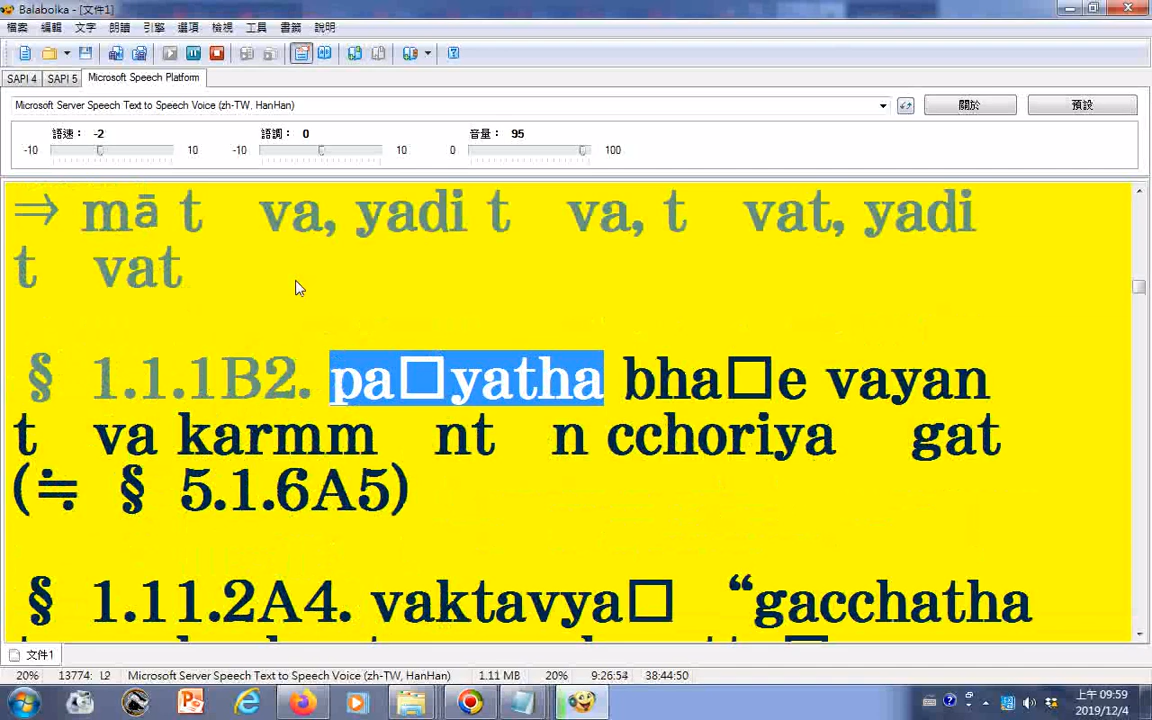 Balabolka - [文件1]
檔案 編輯 文字 朗讀 引擎 選項 檢視 工具 書籤 說明
SAPI 4 SAPI 5 Microsoft Speech Platform
Microsoft Server Speech Text to Speech Voice (zh-TW, HanHan) 關於 預設
語速： -2 語調： 0 音量： 95
-10 10 -10 10 0 100
⇒ mā t va, yadi t va, t vat, yadi
t vat
§ 1.1.1B2. pa□yatha bha□e vayan
t va karmm nt n cchoriya gat
(≒ § 5.1.6A5)
§ 1.11.2A4. vaktavya□ “gacchatha
文件1
20% 13774: L2 Microsoft Server Speech Text to Speech Voice (zh-TW, HanHan) 1.11 MB 20% 9:26:54 38:44:50
上午 09:59
2019/12/4